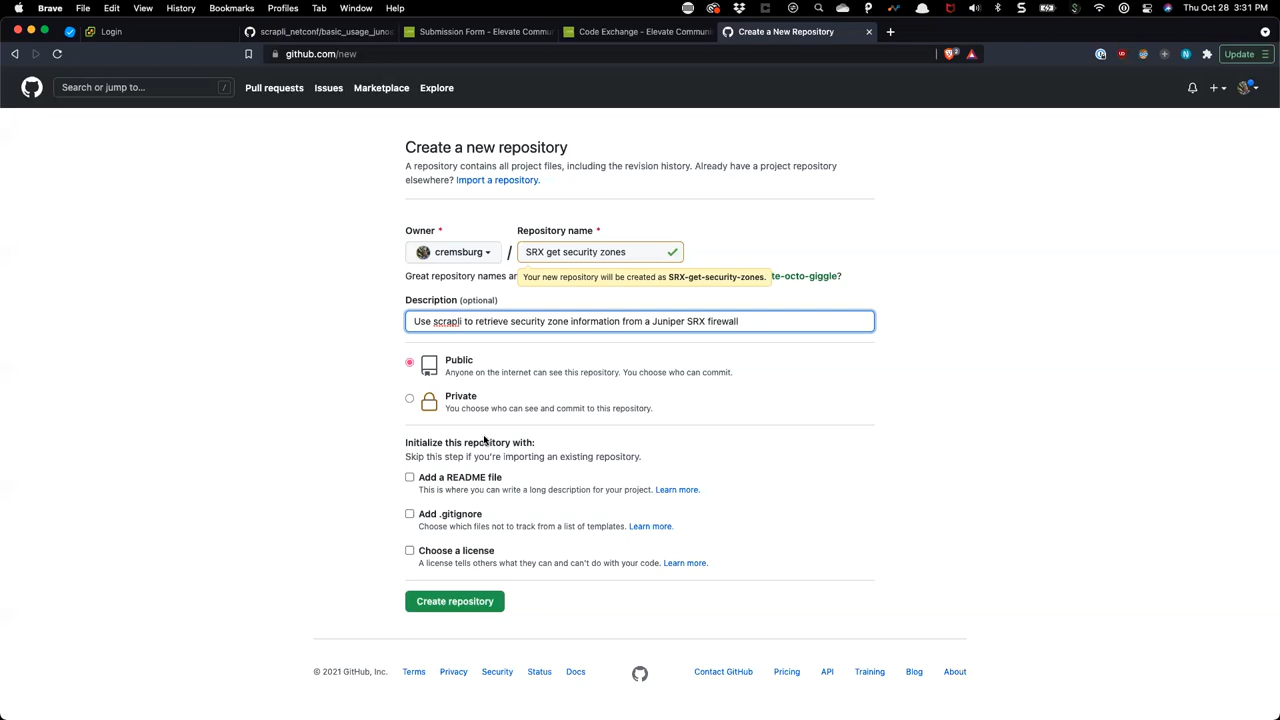 Brave File Edit View History Bookmarks Profiles Tab Window Help Thu Oct 28 3:31 PM
Login scrapli_netconf/basic_usage_junos Submission Form - Elevate Commu Code Exchange - Elevate Communi Create a New Repository
github.com/new Update
Search or jump to... / Pull requests Issues Marketplace Explore
Create a new repository
A repository contains all project files, including the revision history. Already have a project repository
elsewhere? Import a repository.
Owner * Repository name *
cremsburg / SRX get security zones
Great repository names ar Your new repository will be created as SRX-get-security-zones. te-octo-giggle?
Description (optional)
Use scrapli to retrieve security zone information from a Juniper SRX firewall
Public
Anyone on the internet can see this repository. You choose who can commit.
Private
You choose who can see and commit to this repository.
Initialize this repository with:
Skip this step if you're importing an existing repository.
Add a README file
This is where you can write a long description for your project. Learn more.
Add .gitignore
Choose which files not to track from a list of templates. Learn more.
Choose a license
A license tells others what they can and can't do with your code. Learn more.
Create repository
© 2021 GitHub, Inc. Terms Privacy Security Status Docs Contact GitHub Pricing API Training Blog About